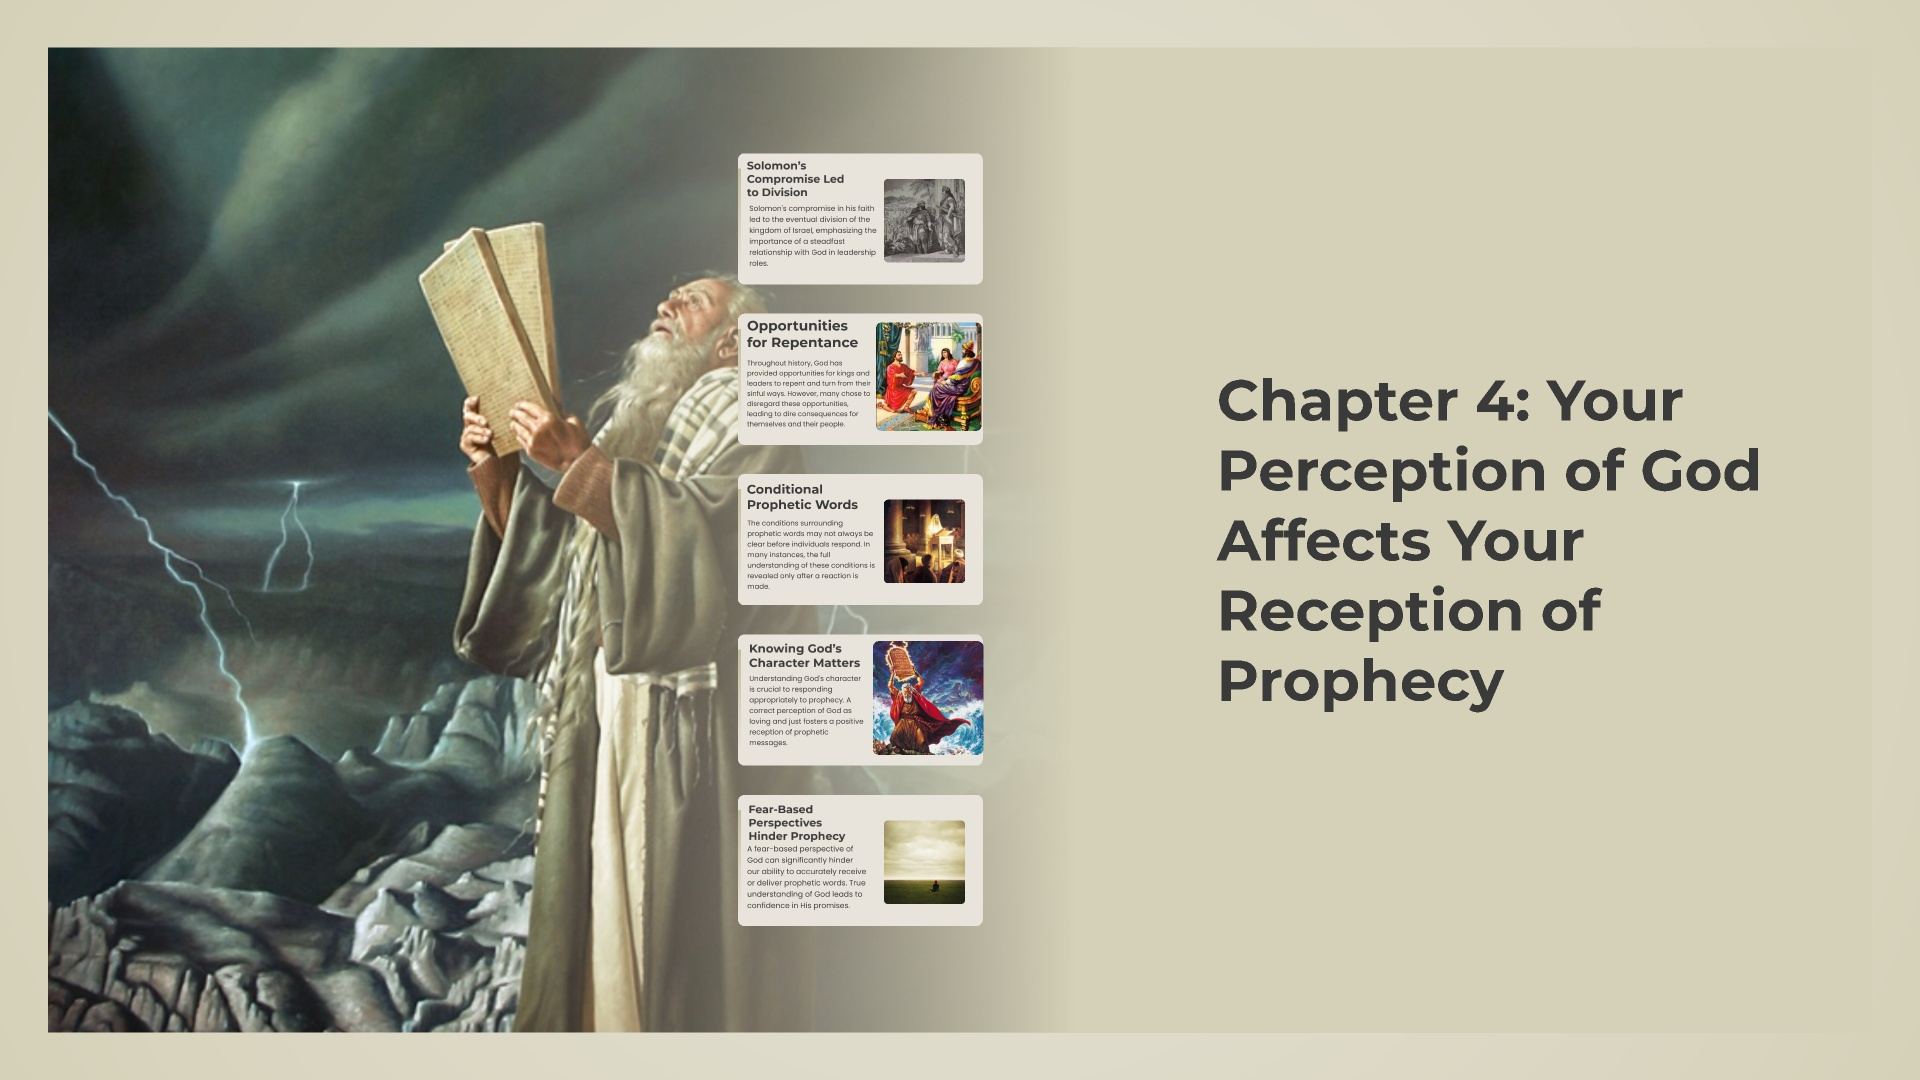 Solomon's
Compromise Led
to Division
Solomon's compromise in his faith
led to the eventual division of the
kingdom of Israel, emphasizing the
importance of a steadfast
relationship with God in leadership
roles.
Opportunities
for Repentance
Throughout history, God has
provided opportunities for kings and
leaders to repent and turn from their
sinful ways. However, many chose to
disregard these opportunities,
leading to dire consequences for
themselves and their people.
Conditional
Prophetic Words
The conditions surrounding
prophetic words may not always be
clear before individuals respond. In
many instances, the full
understanding of these conditions is
revealed only after a reaction is
made.
Knowing God's
Character Matters
Understanding God's character
is crucial to responding
appropriately to prophecy. A
correct perception of God as
loving and just fosters a positive
reception of prophetic
messages.
Fear-Based
Perspectives
Hinder Prophecy
A fear-based perspective of
God can significantly hinder
our ability to accurately receive
or deliver prophetic words. True
understanding of God leads to
confidence in His promises.
Chapter 4: Your
Perception of God
Affects Your
Reception of
Prophecy